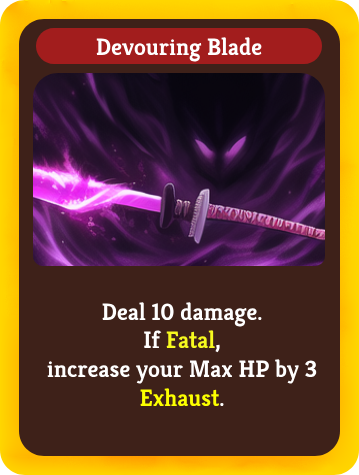 Devouring Blade
Deal 10 damage.
If Fatal,
increase your Max HP by 3
Exhaust.